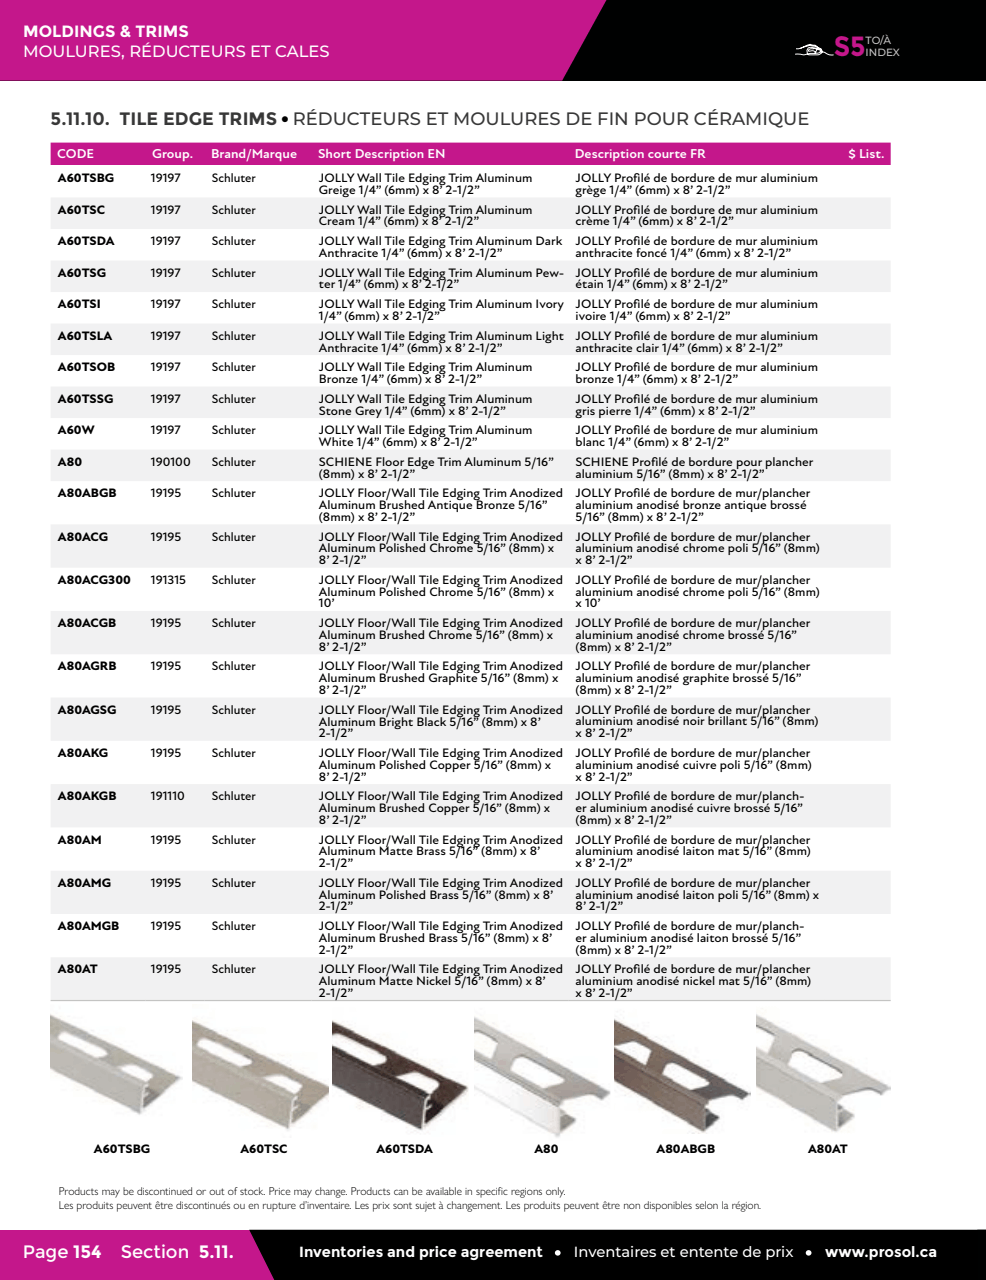 MOLDINGS & TRIMS
MOULURES, RÉDUCTEURS ET CALES
S5 TO/À INDEX
5.11.10. TILE EDGE TRIMS • RÉDUCTEURS ET MOULURES DE FIN POUR CÉRAMIQUE
CODE Group. Brand/Marque Short Description EN Description courte FR $ List.
A60TSBG 19197 Schluter JOLLY Wall Tile Edging Trim Aluminum JOLLY Profilé de bordure de mur aluminium
Greige 1/4” (6mm) x 8’ 2-1/2” grège 1/4” (6mm) x 8’ 2-1/2”
A60TSC 19197 Schluter JOLLY Wall Tile Edging Trim Aluminum JOLLY Profilé de bordure de mur aluminium
Cream 1/4” (6mm) x 8’ 2-1/2” crème 1/4” (6mm) x 8’ 2-1/2”
A60TSDA 19197 Schluter JOLLY Wall Tile Edging Trim Aluminum Dark JOLLY Profilé de bordure de mur aluminium
Anthracite 1/4” (6mm) x 8’ 2-1/2” anthracite foncé 1/4” (6mm) x 8’ 2-1/2”
A60TSG 19197 Schluter JOLLY Wall Tile Edging Trim Aluminum Pew- JOLLY Profilé de bordure de mur aluminium
ter 1/4” (6mm) x 8’ 2-1/2” étain 1/4” (6mm) x 8’ 2-1/2”
A60TSI 19197 Schluter JOLLY Wall Tile Edging Trim Aluminum Ivory JOLLY Profilé de bordure de mur aluminium
1/4” (6mm) x 8’ 2-1/2” ivoire 1/4” (6mm) x 8’ 2-1/2”
A60TSLA 19197 Schluter JOLLY Wall Tile Edging Trim Aluminum Light JOLLY Profilé de bordure de mur aluminium
Anthracite 1/4” (6mm) x 8’ 2-1/2” anthracite clair 1/4” (6mm) x 8’ 2-1/2”
A60TSOB 19197 Schluter JOLLY Wall Tile Edging Trim Aluminum JOLLY Profilé de bordure de mur aluminium
Bronze 1/4” (6mm) x 8’ 2-1/2” bronze 1/4” (6mm) x 8’ 2-1/2”
A60TSSG 19197 Schluter JOLLY Wall Tile Edging Trim Aluminum JOLLY Profilé de bordure de mur aluminium
Stone Grey 1/4” (6mm) x 8’ 2-1/2” gris pierre 1/4” (6mm) x 8’ 2-1/2”
A60W 19197 Schluter JOLLY Wall Tile Edging Trim Aluminum JOLLY Profilé de bordure de mur aluminium
White 1/4” (6mm) x 8’ 2-1/2” blanc 1/4” (6mm) x 8’ 2-1/2”
A80 190100 Schluter SCHIENE Floor Edge Trim Aluminum 5/16” SCHIENE Profilé de bordure pour plancher
(8mm) x 8’ 2-1/2” aluminium 5/16” (8mm) x 8’ 2-1/2”
A80ABGB 19195 Schluter JOLLY Floor/Wall Tile Edging Trim Anodized JOLLY Profilé de bordure de mur/plancher
Aluminum Brushed Antique Bronze 5/16” aluminium anodisé bronze antique brossé
(8mm) x 8’ 2-1/2” 5/16” (8mm) x 8’ 2-1/2”
A80ACG 19195 Schluter JOLLY Floor/Wall Tile Edging Trim Anodized JOLLY Profilé de bordure de mur/plancher
Aluminum Polished Chrome 5/16” (8mm) x aluminium anodisé chrome poli 5/16” (8mm)
8’ 2-1/2” x 8’ 2-1/2”
A80ACG300 191315 Schluter JOLLY Floor/Wall Tile Edging Trim Anodized JOLLY Profilé de bordure de mur/plancher
Aluminum Polished Chrome 5/16” (8mm) x aluminium anodisé chrome poli 5/16” (8mm)
10’ x 10’
A80ACGB 19195 Schluter JOLLY Floor/Wall Tile Edging Trim Anodized JOLLY Profilé de bordure de mur/plancher
Aluminum Brushed Chrome 5/16” (8mm) x aluminium anodisé chrome brossé 5/16”
8’ 2-1/2” (8mm) x 8’ 2-1/2”
A80AGRB 19195 Schluter JOLLY Floor/Wall Tile Edging Trim Anodized JOLLY Profilé de bordure de mur/plancher
Aluminum Brushed Graphite 5/16” (8mm) x aluminium anodisé graphite brossé 5/16”
8’ 2-1/2” (8mm) x 8’ 2-1/2”
A80AGSG 19195 Schluter JOLLY Floor/Wall Tile Edging Trim Anodized JOLLY Profilé de bordure de mur/plancher
Aluminum Bright Black 5/16” (8mm) x 8’ aluminium anodisé noir brillant 5/16” (8mm)
2-1/2” x 8’ 2-1/2”
A80AKG 19195 Schluter JOLLY Floor/Wall Tile Edging Trim Anodized JOLLY Profilé de bordure de mur/plancher
Aluminum Polished Copper 5/16” (8mm) x aluminium anodisé cuivre poli 5/16” (8mm)
8’ 2-1/2” x 8’ 2-1/2”
A80AKGB 191110 Schluter JOLLY Floor/Wall Tile Edging Trim Anodized JOLLY Profilé de bordure de mur/planch-
Aluminum Brushed Copper 5/16” (8mm) x er aluminium anodisé cuivre brossé 5/16”
8’ 2-1/2” (8mm) x 8’ 2-1/2”
A80AM 19195 Schluter JOLLY Floor/Wall Tile Edging Trim Anodized JOLLY Profilé de bordure de mur/plancher
Aluminum Matte Brass 5/16” (8mm) x 8’ aluminium anodisé laiton mat 5/16” (8mm)
2-1/2” x 8’ 2-1/2”
A80AMG 19195 Schluter JOLLY Floor/Wall Tile Edging Trim Anodized JOLLY Profilé de bordure de mur/plancher
Aluminum Polished Brass 5/16” (8mm) x 8’ aluminium anodisé laiton poli 5/16” (8mm) x
2-1/2” 8’ 2-1/2”
A80AMGB 19195 Schluter JOLLY Floor/Wall Tile Edging Trim Anodized JOLLY Profilé de bordure de mur/planch-
Aluminum Brushed Brass 5/16” (8mm) x 8’ er aluminium anodisé laiton brossé 5/16”
2-1/2” (8mm) x 8’ 2-1/2”
A80AT 19195 Schluter JOLLY Floor/Wall Tile Edging Trim Anodized JOLLY Profilé de bordure de mur/plancher
Aluminum Matte Nickel 5/16” (8mm) x 8’ aluminium anodisé nickel mat 5/16” (8mm)
2-1/2” x 8’ 2-1/2”
A60TSBG A60TSC A60TSDA A80 A80ABGB A80AT
Products may be discontinued or out of stock. Price may change. Products can be available in specific regions only.
Les produits peuvent être discontinués ou en rupture d’inventaire. Les prix sont sujet à changement. Les produits peuvent être non disponibles selon la région.
Page 154 Section 5.11. Inventories and price agreement • Inventaires et entente de prix • www.prosol.ca